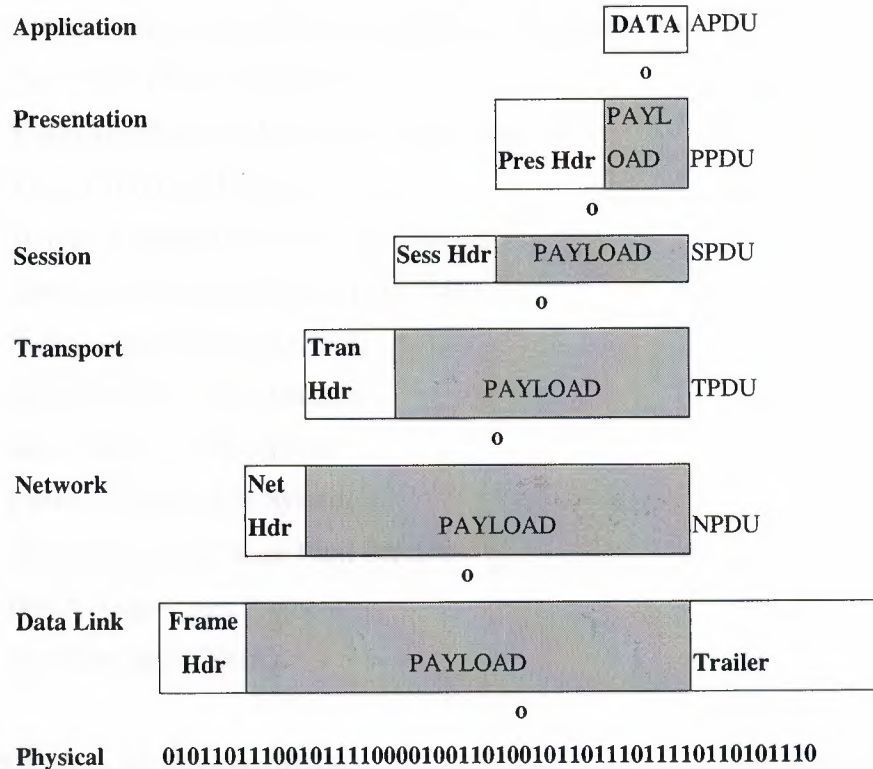 Application DATA APDU
o
Presentation PAYL
Pres Hdr OAD PPDU
o
Session Sess Hdr PAYLOAD SPDU
o
Transport Tran
Hdr PAYLOAD TPDU
o
Network Net
Hdr PAYLOAD NPDU
o
Data Link Frame
Hdr PAYLOAD Trailer
o
Physical 01011011100101111000010011010010110111011110110101110